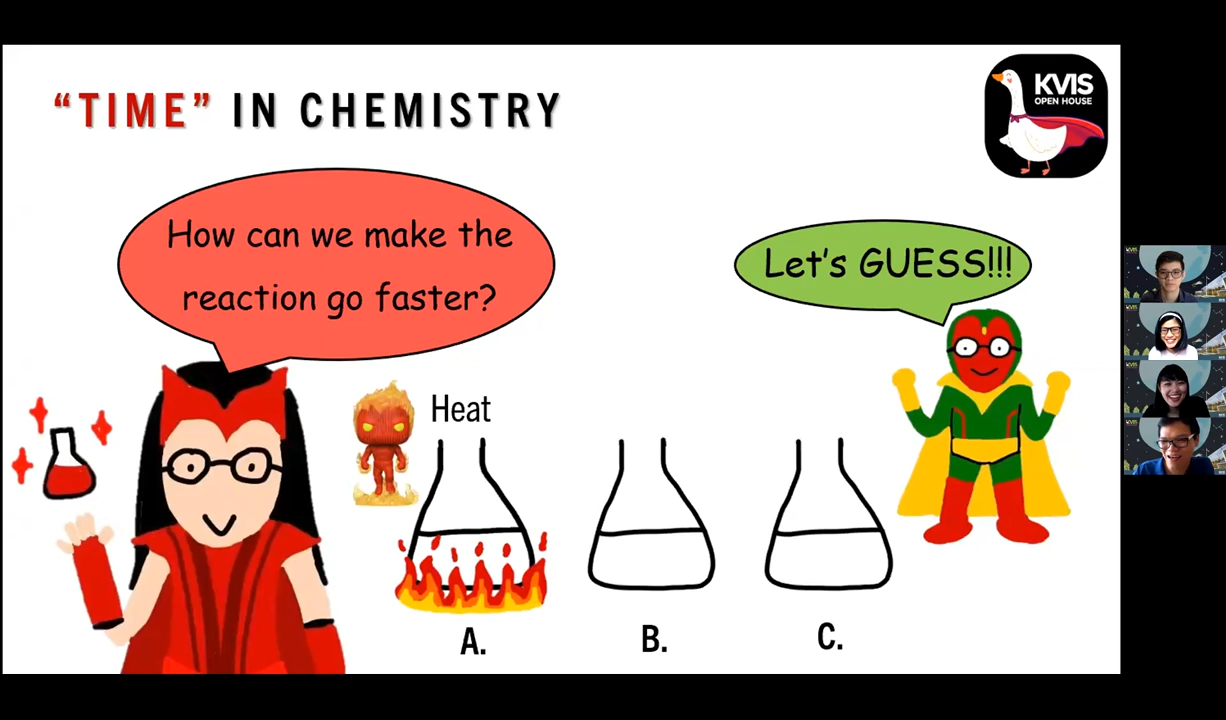 “TIME” IN CHEMISTRY
KVIS
OPEN HOUSE
How can we make the
reaction go faster?
Let's GUESS!!!
Heat
A.
B.
C.